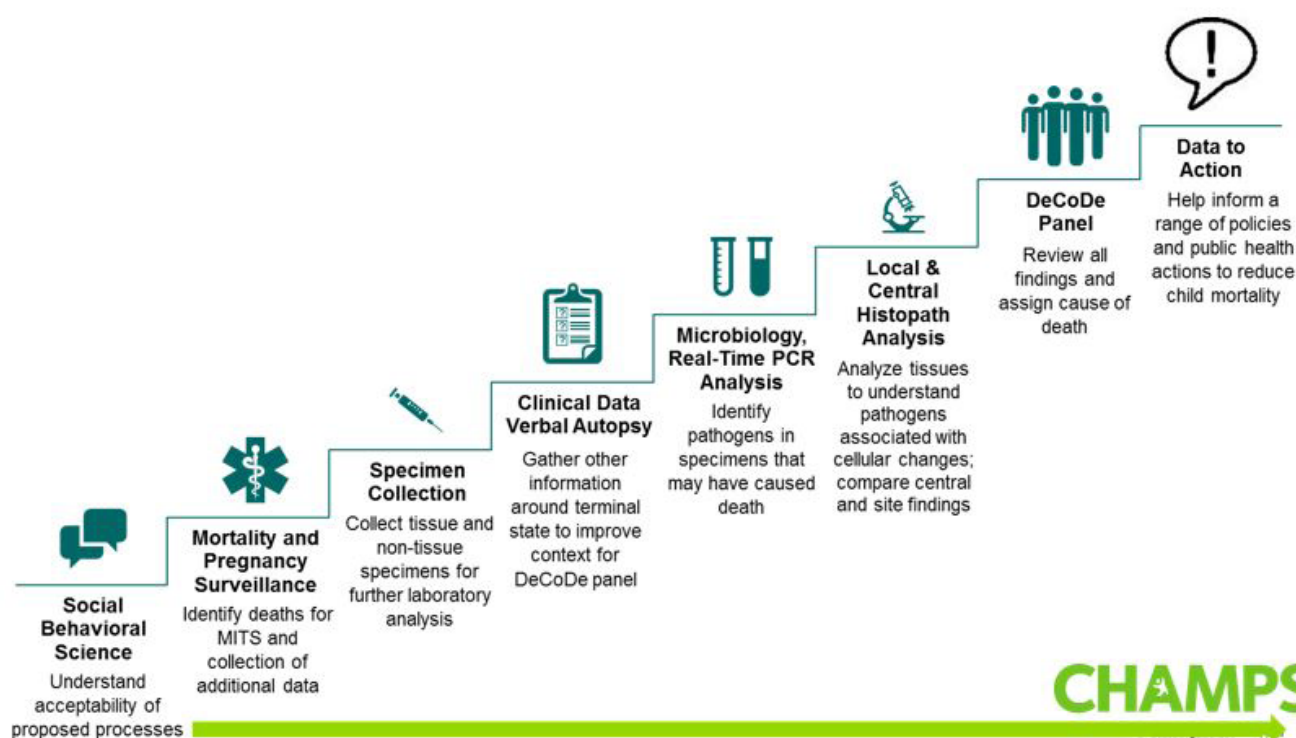 Social
Behavioral
Science
Understand
acceptability of
proposed processes
Mortality and
Pregnancy
Surveillance
Identify deaths for
MITS and
collection of
additional data
Specimen
Collection
Collect tissue and
non-tissue
specimens for
further laboratory
analysis
Clinical Data
Verbal Autopsy
Gather other
information
around terminal
state to improve
context for
DeCoDe panel
Microbiology,
Real-Time PCR
Analysis
Identify
pathogens in
specimens that
may have caused
death
Local &
Central
Histopath
Analysis
Analyze tissues
to understand
pathogens
associated with
cellular changes;
compare central
and site findings
DeCoDe
Panel
Review all
findings and
assign cause of
death
!
Data to
Action
Help inform a
range of policies
and public health
actions to reduce
child mortality
CHAMPS